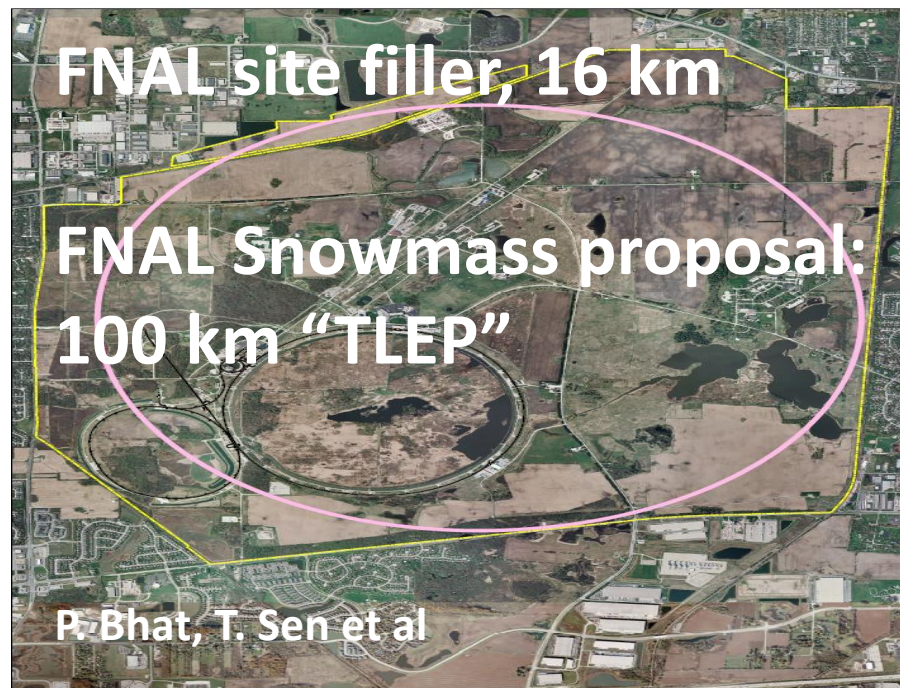 FNAL site filler, 16 km
FNAL Snowmass proposal:
100 km “TLEP”
P. Bhat, T. Sen et al